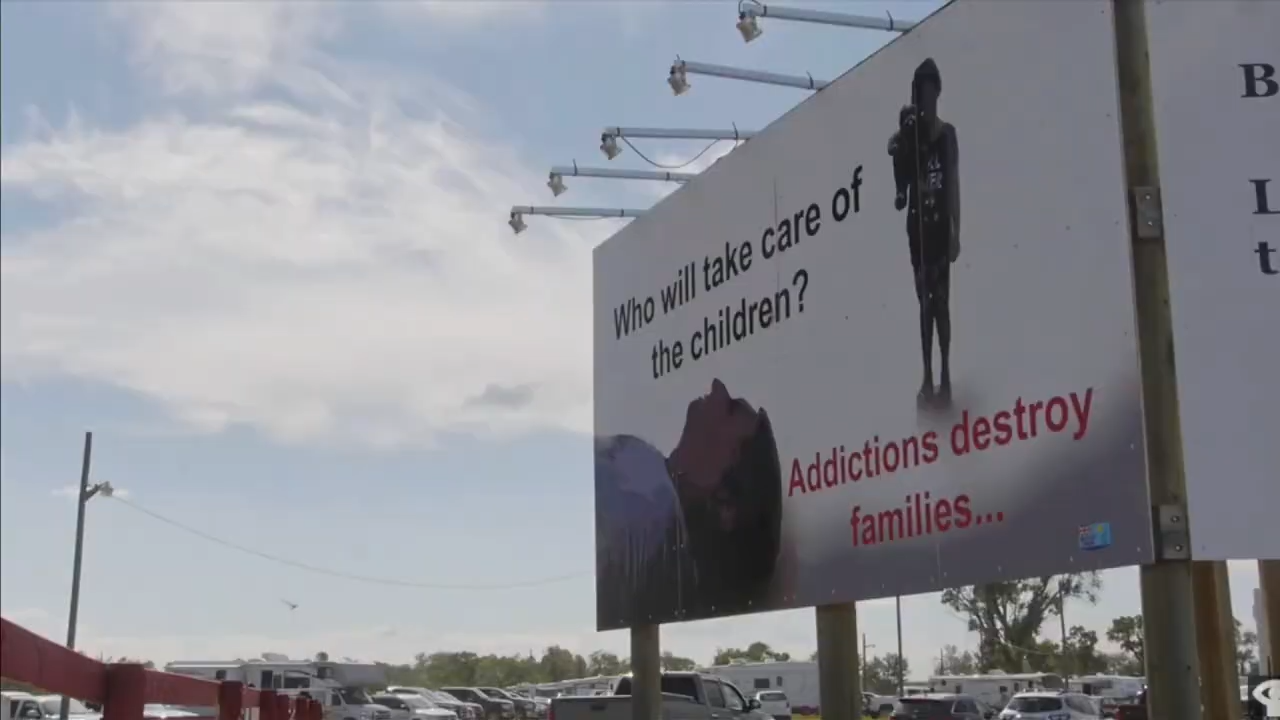 Who will take care of
the children?
Addictions destroy
families...
B
L
t